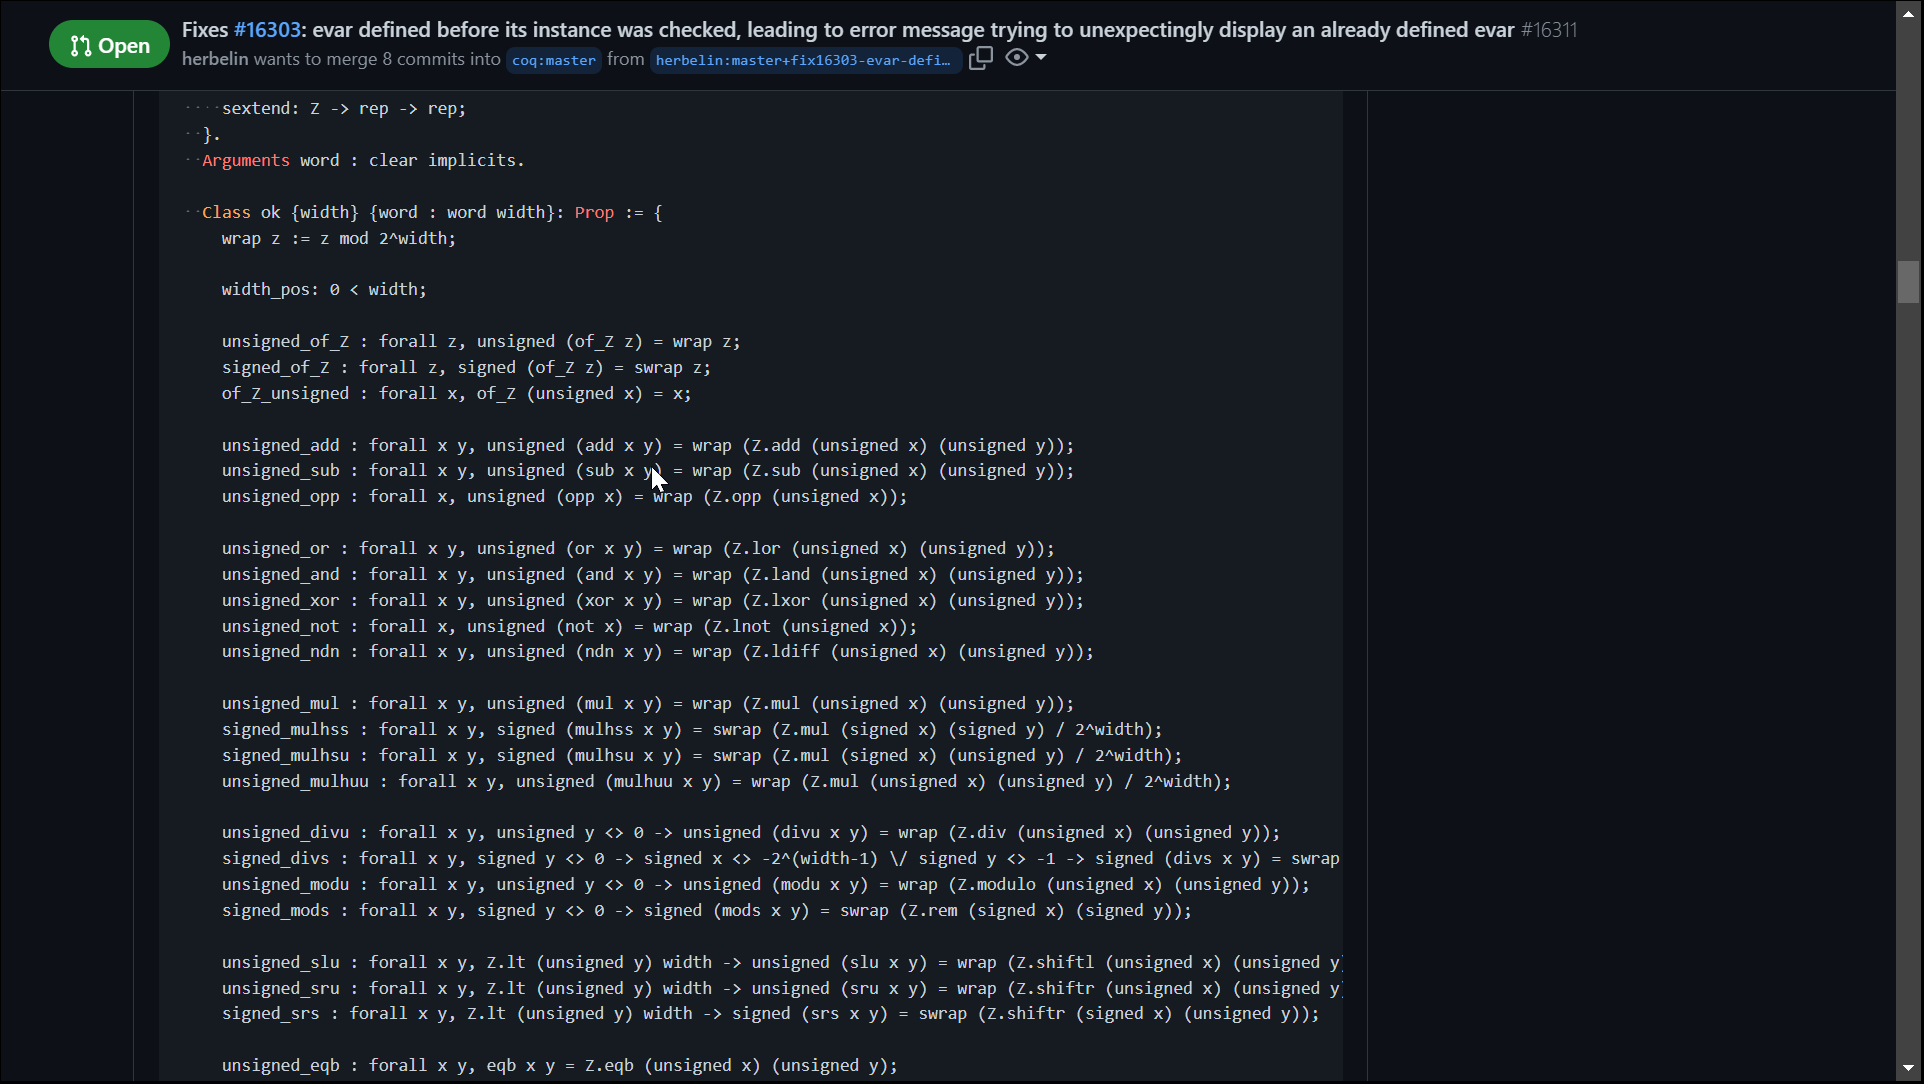 Open
Fixes #16303: evar defined before its instance was checked, leading to error message trying to unexpectingly display an already defined evar #16311
herbelin wants to merge 8 commits into coq:master from herbelin:master+fix16303-evar-defi…
····sextend: Z -> rep -> rep;
··}.
··Arguments word : clear implicits.
··Class ok {width} {word : word width}: Prop := {
wrap z := z mod 2^width;
width_pos: 0 < width;
unsigned_of_Z : forall z, unsigned (of_Z z) = wrap z;
signed_of_Z : forall z, signed (of_Z z) = swrap z;
of_Z_unsigned : forall x, of_Z (unsigned x) = x;
unsigned_add : forall x y, unsigned (add x y) = wrap (Z.add (unsigned x) (unsigned y));
unsigned_sub : forall x y, unsigned (sub x y) = wrap (Z.sub (unsigned x) (unsigned y));
unsigned_opp : forall x, unsigned (opp x) = wrap (Z.opp (unsigned x));
unsigned_or : forall x y, unsigned (or x y) = wrap (Z.lor (unsigned x) (unsigned y));
unsigned_and : forall x y, unsigned (and x y) = wrap (Z.land (unsigned x) (unsigned y));
unsigned_xor : forall x y, unsigned (xor x y) = wrap (Z.lxor (unsigned x) (unsigned y));
unsigned_not : forall x, unsigned (not x) = wrap (Z.lnot (unsigned x));
unsigned_ndn : forall x y, unsigned (ndn x y) = wrap (Z.ldiff (unsigned x) (unsigned y));
unsigned_mul : forall x y, unsigned (mul x y) = wrap (Z.mul (unsigned x) (unsigned y));
signed_mulhss : forall x y, signed (mulhss x y) = swrap (Z.mul (signed x) (signed y) / 2^width);
signed_mulhsu : forall x y, signed (mulhsu x y) = swrap (Z.mul (signed x) (unsigned y) / 2^width);
unsigned_mulhuu : forall x y, unsigned (mulhuu x y) = wrap (Z.mul (unsigned x) (unsigned y) / 2^width);
unsigned_divu : forall x y, unsigned y <> 0 -> unsigned (divu x y) = wrap (Z.div (unsigned x) (unsigned y));
signed_divs : forall x y, signed y <> 0 -> signed x <> -2^(width-1) \/ signed y <> -1 -> signed (divs x y) = swrap
unsigned_modu : forall x y, unsigned y <> 0 -> unsigned (modu x y) = wrap (Z.modulo (unsigned x) (unsigned y));
signed_mods : forall x y, signed y <> 0 -> signed (mods x y) = swrap (Z.rem (signed x) (signed y));
unsigned_slu : forall x y, Z.lt (unsigned y) width -> unsigned (slu x y) = wrap (Z.shiftl (unsigned x) (unsigned y)
unsigned_sru : forall x y, Z.lt (unsigned y) width -> unsigned (sru x y) = wrap (Z.shiftr (unsigned x) (unsigned y)
signed_srs : forall x y, Z.lt (unsigned y) width -> signed (srs x y) = swrap (Z.shiftr (signed x) (unsigned y));
unsigned_eqb : forall x y, eqb x y = Z.eqb (unsigned x) (unsigned y);